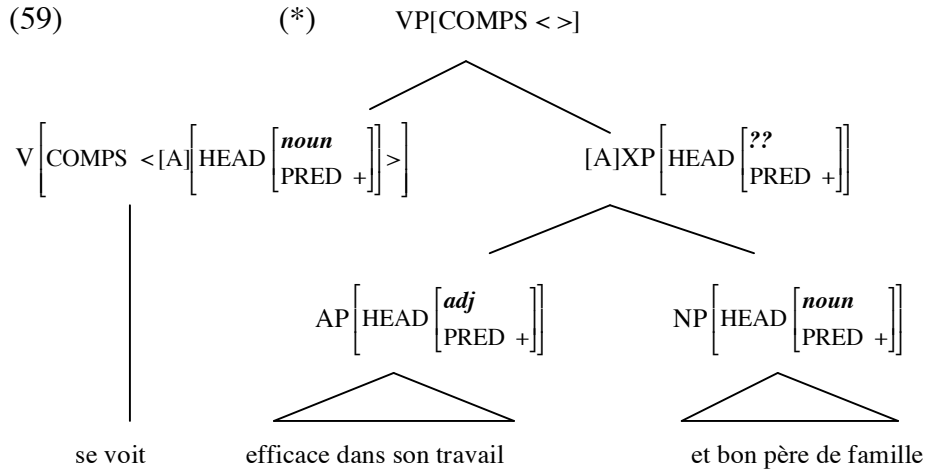 (59) (*) VP[COMPS < >]
V[COMPS <[A][HEAD [noun PRED +]]>] [A]XP[HEAD [?? PRED +]]
AP[HEAD [adj PRED +]] NP[HEAD [noun PRED +]]
se voit efficace dans son travail et bon père de famille